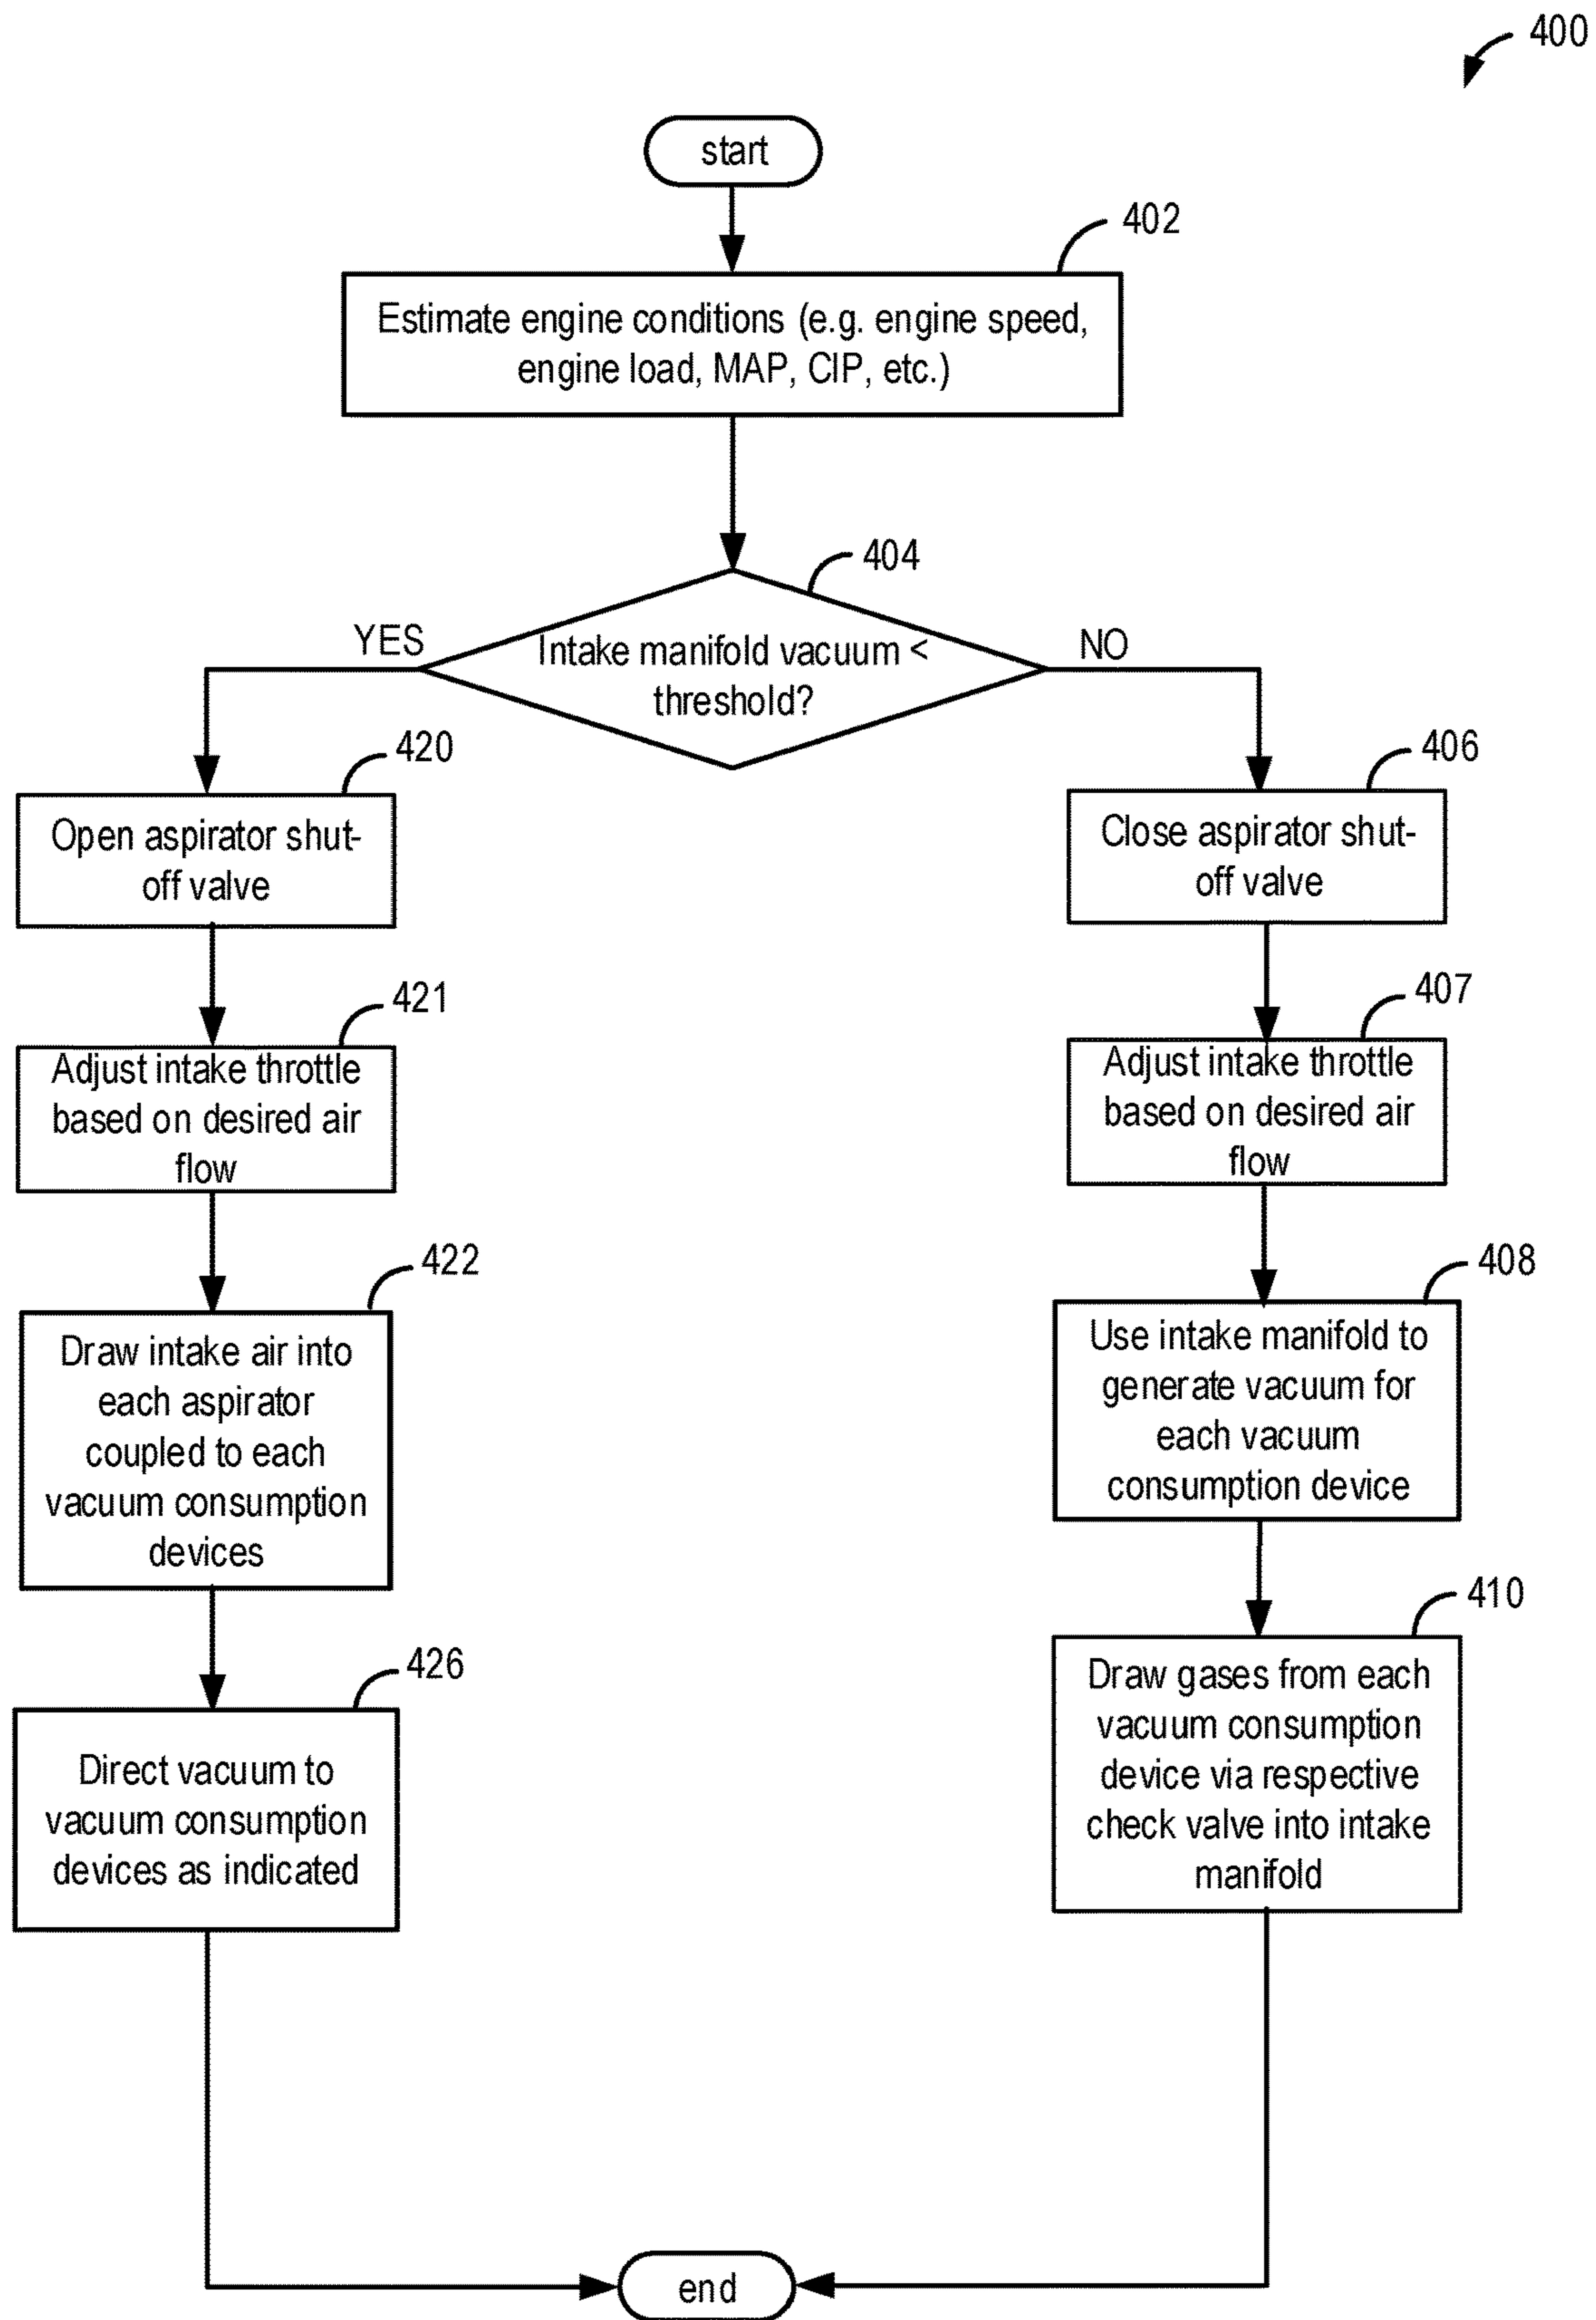 400
start
402
Estimate engine conditions (e.g. engine speed,
engine load, MAP, CIP, etc.)
404
YES
Intake manifold vacuum <
threshold?
NO
420
Open aspirator shut-
off valve
421
Adjust intake throttle
based on desired air
flow
422
Draw intake air into
each aspirator
coupled to each
vacuum consumption
devices
426
Direct vacuum to
vacuum consumption
devices as indicated
406
Close aspirator shut-
off valve
407
Adjust intake throttle
based on desired air
flow
408
Use intake manifold to
generate vacuum for
each vacuum
consumption device
410
Draw gases from each
vacuum consumption
device via respective
check valve into intake
manifold
end